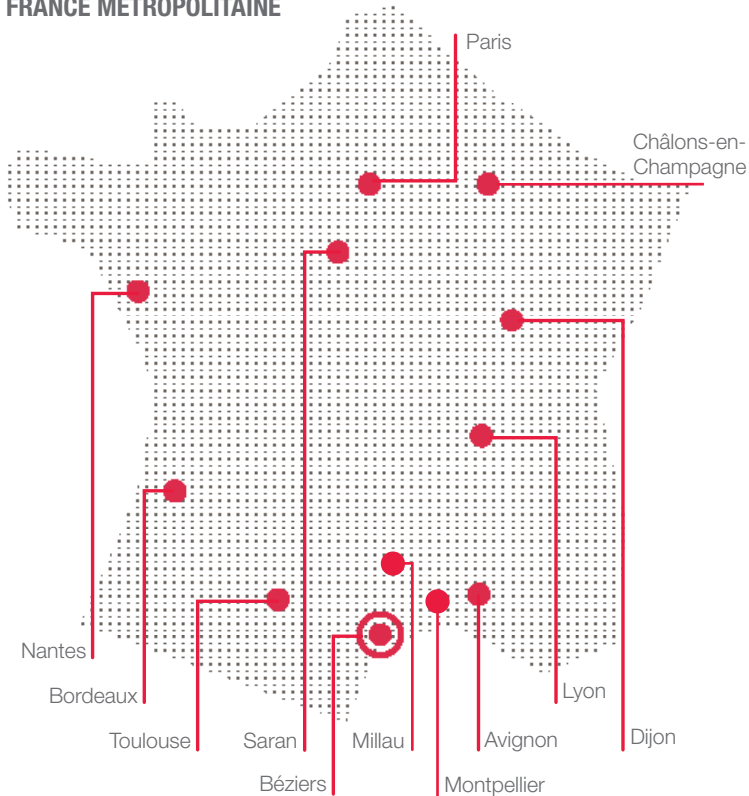 FRANCE MÉTROPOLITAINE
Paris
Châlons-en-
Champagne
Nantes
Bordeaux
Lyon
Toulouse
Saran
Millau
Avignon
Dijon
Béziers
Montpellier